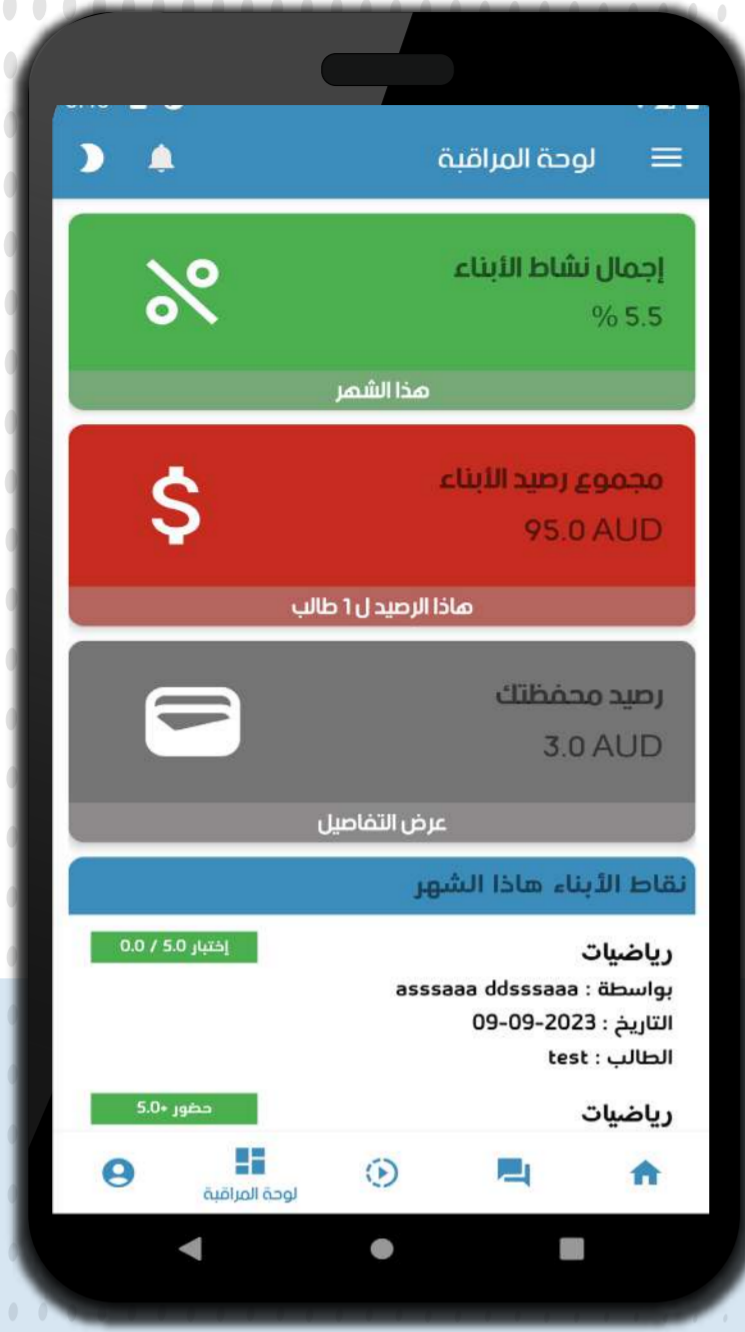 لوحة المراقبة
إجمال نشاط الأبناء
% 5.5
هذا الشهر
مجموع رصيد الأبناء
95.0 AUD
هاذا الرصيد ل 1 طالب
رصيد محفظتك
3.0 AUD
عرض التفاصيل
نقاط الأبناء هاذا الشهر
رياضيات
إختبار 5.0 / 0.0
بواسطة : asssaaa ddsssaaa
التاريخ : 2023-09-09
الطالب : test
رياضيات
حضور +5.0
لوحة المراقبة